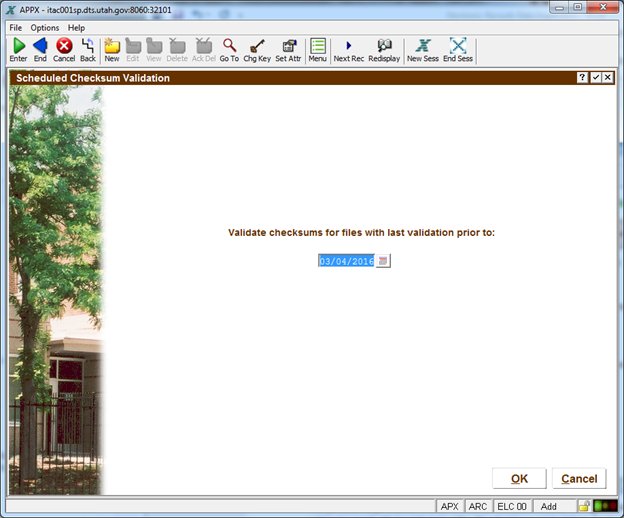 APPX - itac001sp.dts.utah.gov:8060:32101
File Options Help
Enter End Cancel Back New Edit View Delete Ack Del Go To Chg Key Set Attr Menu Next Rec Redisplay New Sess End Sess
Scheduled Checksum Validation
Validate checksums for files with last validation prior to:
03/04/2016
OK Cancel
APX ARC ELC 00 Add